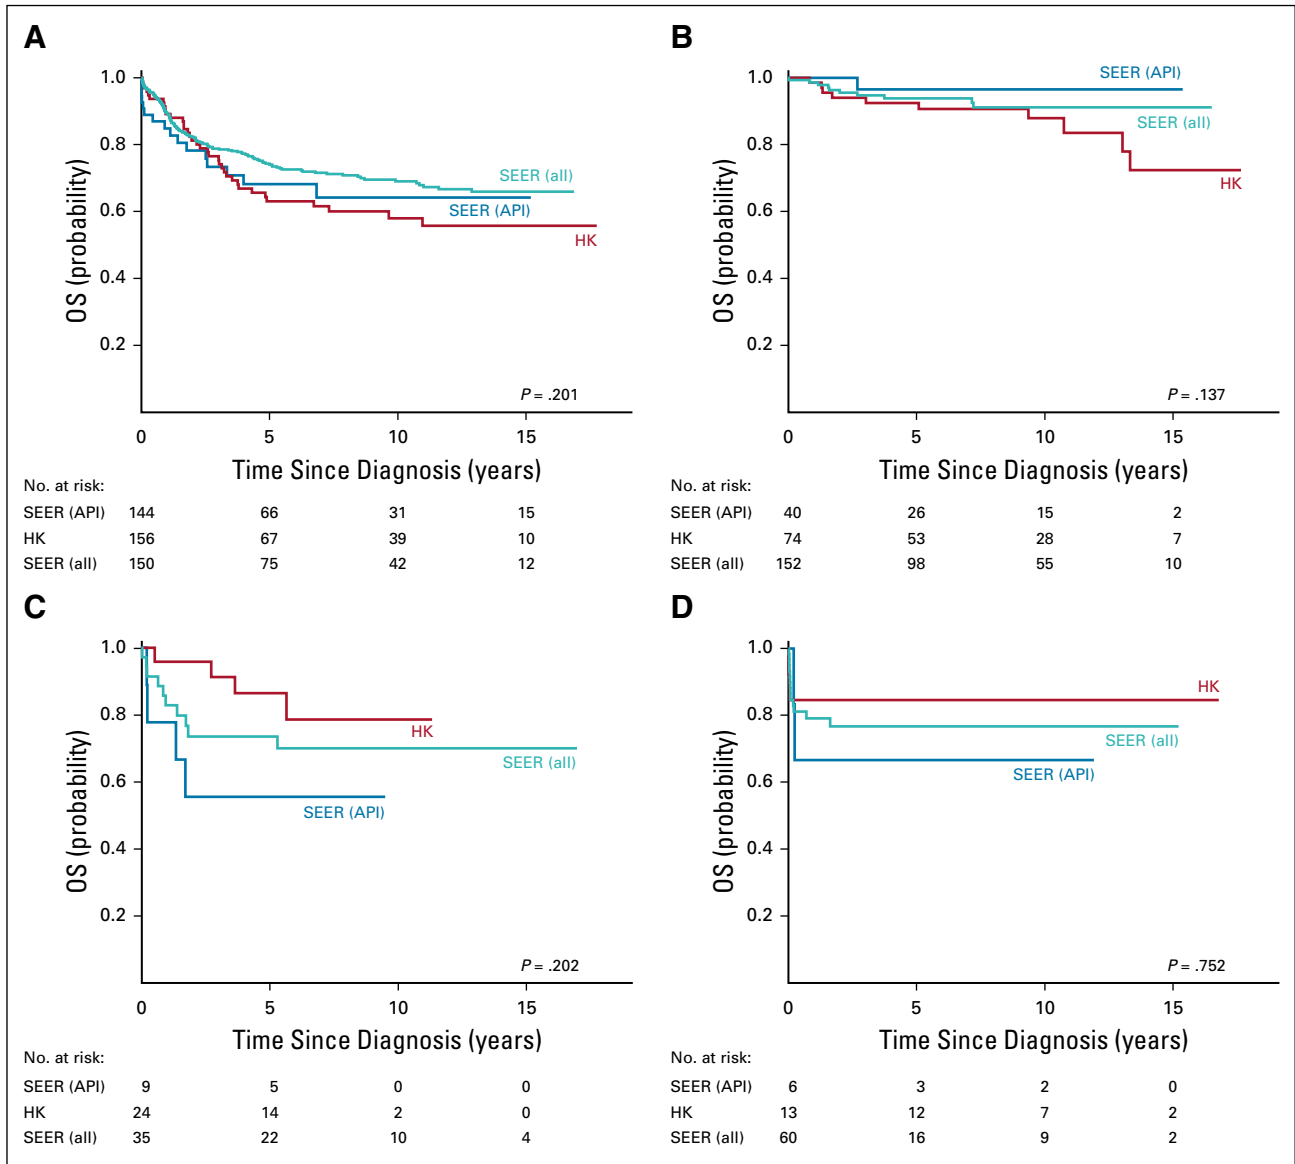 A
1.0
0.8
0.6
0.4
0.2
OS (probability)
SEER (all)
SEER (API)
HK
P = .201
0 5 10 15
Time Since Diagnosis (years)
No. at risk:
SEER (API) 144 66 31 15
HK 156 67 39 10
SEER (all) 150 75 42 12
B
1.0
0.8
0.6
0.4
0.2
OS (probability)
SEER (API)
SEER (all)
HK
P = .137
0 5 10 15
Time Since Diagnosis (years)
No. at risk:
SEER (API) 40 26 15 2
HK 74 53 28 7
SEER (all) 152 98 55 10
C
1.0
0.8
0.6
0.4
0.2
OS (probability)
HK
SEER (all)
SEER (API)
P = .202
0 5 10 15
Time Since Diagnosis (years)
No. at risk:
SEER (API) 9 5 0 0
HK 24 14 2 0
SEER (all) 35 22 10 4
D
1.0
0.8
0.6
0.4
0.2
OS (probability)
HK
SEER (all)
SEER (API)
P = .752
0 5 10 15
Time Since Diagnosis (years)
No. at risk:
SEER (API) 6 3 2 0
HK 13 12 7 2
SEER (all) 60 16 9 2